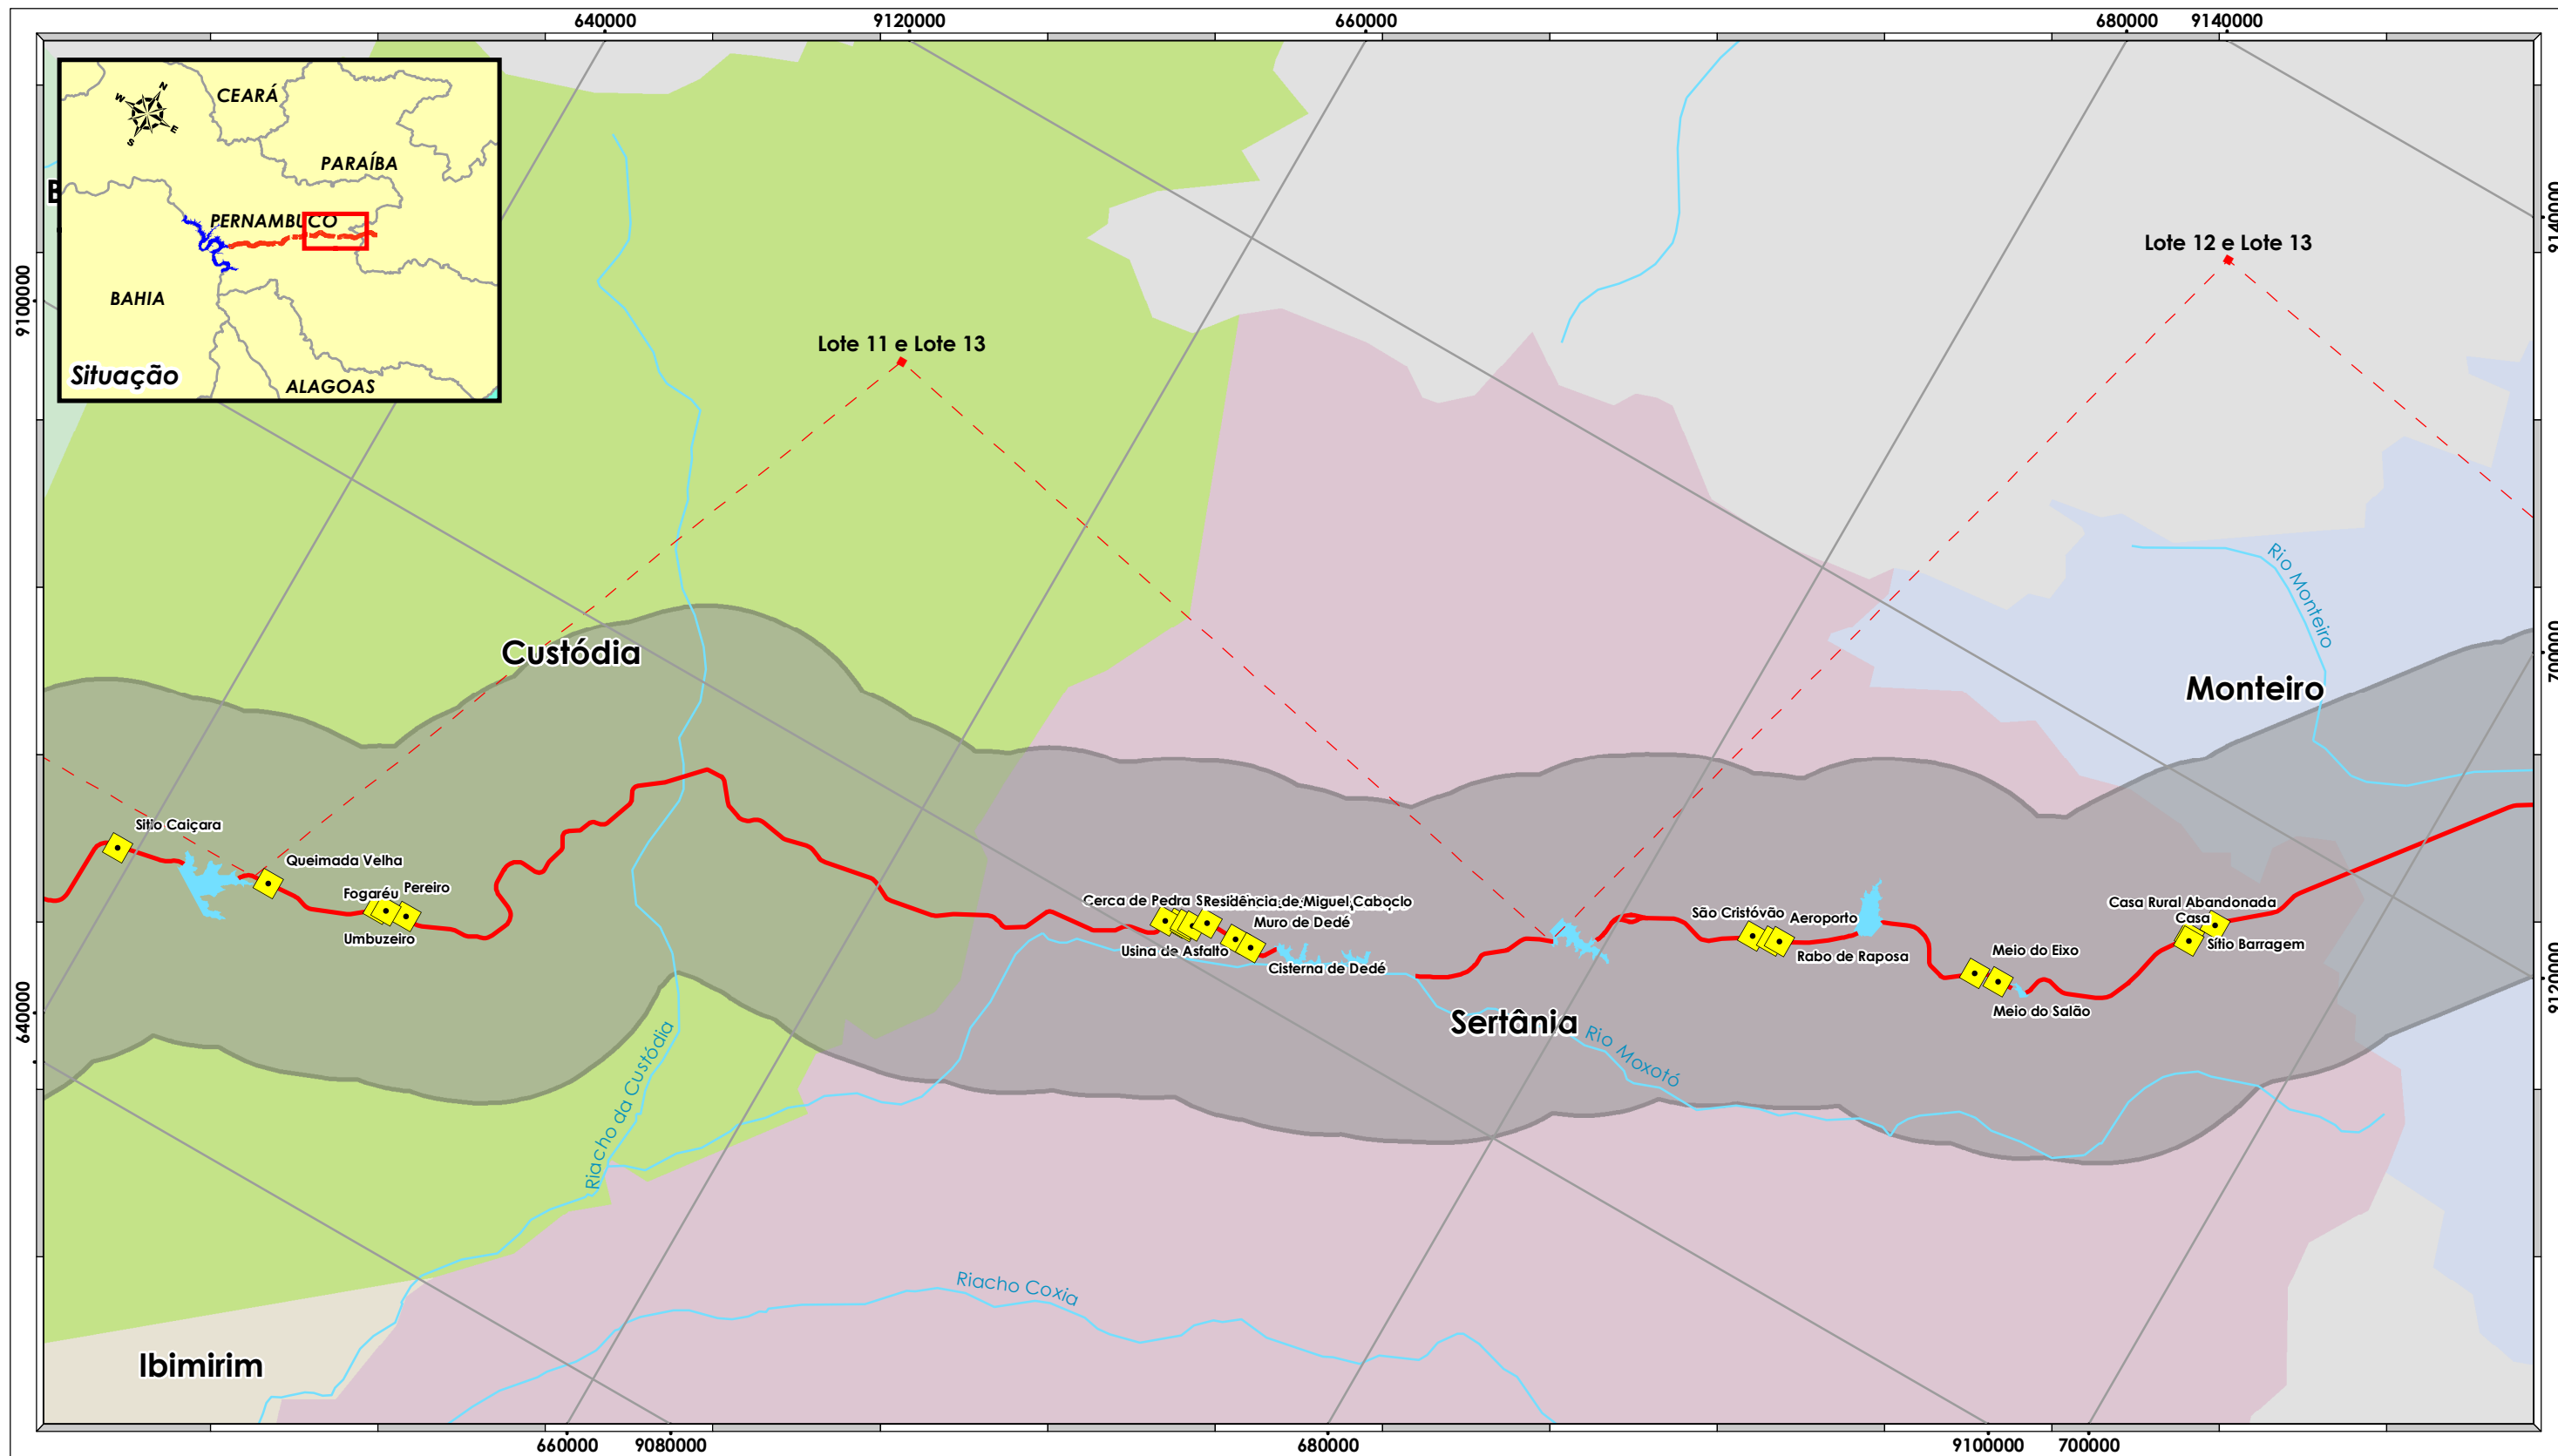 640000
9120000
660000
680000
9140000
N
W
E
S
CEARÁ
PARAÍBA
PERNAMBUCO
BAHIA
ALAGOAS
Situação
9140000
Lote 12 e Lote 13
9100000
Lote 11 e Lote 13
Rio Monteiro
Custódia
Monteiro
700000
Sitio Caiçara
Queimada Velha
Fogaréu
Pereiro
Umbuzeiro
Cerca de Pedra
Residência de Miguel Caboclo
Muro de Dedé
Usina de Asfalto
Cisterna de Dedé
São Cristóvão
Aeroporto
Rabo de Raposa
Casa Rural Abandonada
Casa
Sítio Barragem
Meio do Eixo
Meio do Salão
640000
9120000
Sertânia
Rio Moxotó
Riacho da Custódia
Riacho Coxia
Ibimirim
660000
9080000
680000
9100000
700000